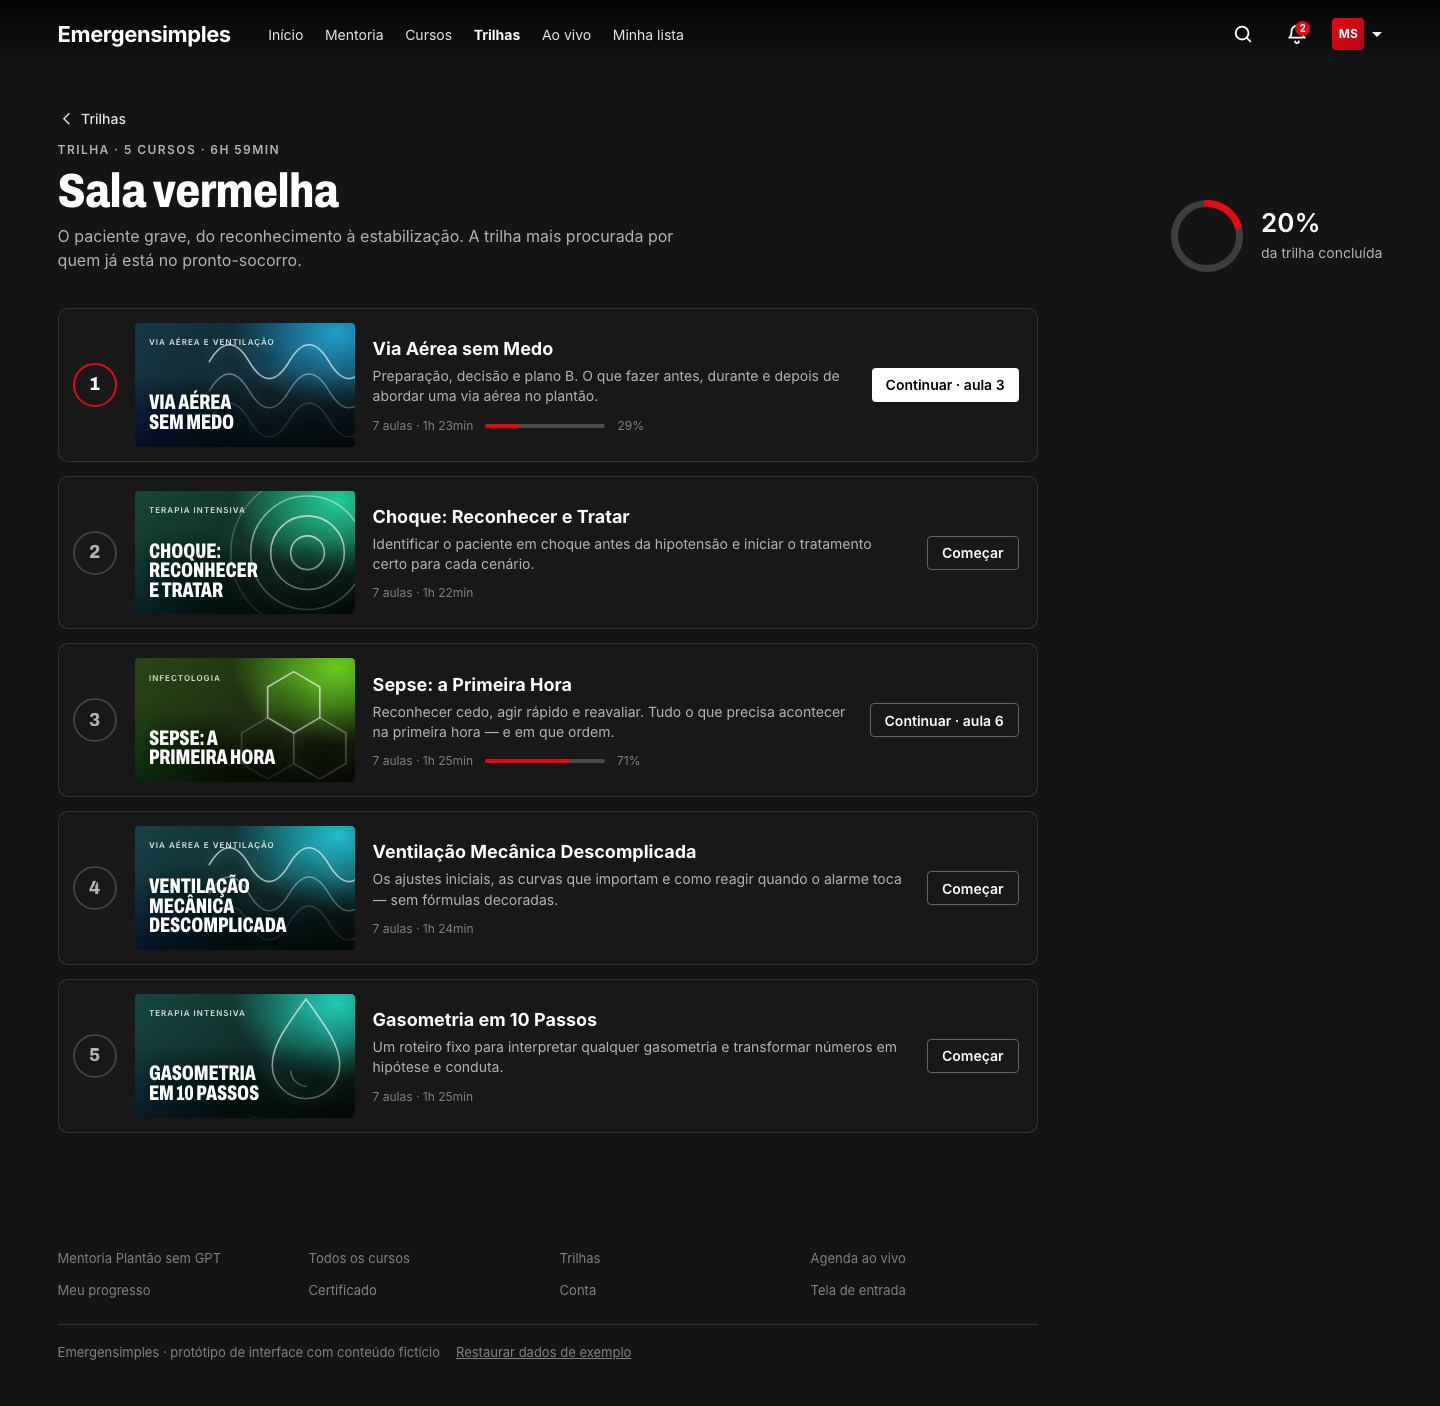 Emergensimples
Início
Mentoria
Cursos
Trilhas
Ao vivo
Minha lista
2
MS
Trilhas
TRILHA · 5 CURSOS · 6H 59MIN
Sala vermelha
O paciente grave, do reconhecimento à estabilização. A trilha mais procurada por
quem já está no pronto-socorro.
20%
da trilha concluída
1
VIA AÉREA E VENTILAÇÃO
VIA AÉREA
SEM MEDO
Via Aérea sem Medo
Preparação, decisão e plano B. O que fazer antes, durante e depois de
abordar uma via aérea no plantão.
7 aulas · 1h 23min
29%
Continuar · aula 3
2
TERAPIA INTENSIVA
CHOQUE:
RECONHECER
E TRATAR
Choque: Reconhecer e Tratar
Identificar o paciente em choque antes da hipotensão e iniciar o tratamento
certo para cada cenário.
7 aulas · 1h 22min
Começar
3
INFECTOLOGIA
SEPSE: A
PRIMEIRA HORA
Sepse: a Primeira Hora
Reconhecer cedo, agir rápido e reavaliar. Tudo o que precisa acontecer
na primeira hora — e em que ordem.
7 aulas · 1h 25min
71%
Continuar · aula 6
4
VIA AÉREA E VENTILAÇÃO
VENTILAÇÃO
MECÂNICA
DESCOMPLICADA
Ventilação Mecânica Descomplicada
Os ajustes iniciais, as curvas que importam e como reagir quando o alarme toca
— sem fórmulas decoradas.
7 aulas · 1h 24min
Começar
5
TERAPIA INTENSIVA
GASOMETRIA
EM 10 PASSOS
Gasometria em 10 Passos
Um roteiro fixo para interpretar qualquer gasometria e transformar números em
hipótese e conduta.
7 aulas · 1h 25min
Começar
Mentoria Plantão sem GPT
Todos os cursos
Trilhas
Agenda ao vivo
Meu progresso
Certificado
Conta
Tela de entrada
Emergensimples · protótipo de interface com conteúdo fictício
Restaurar dados de exemplo